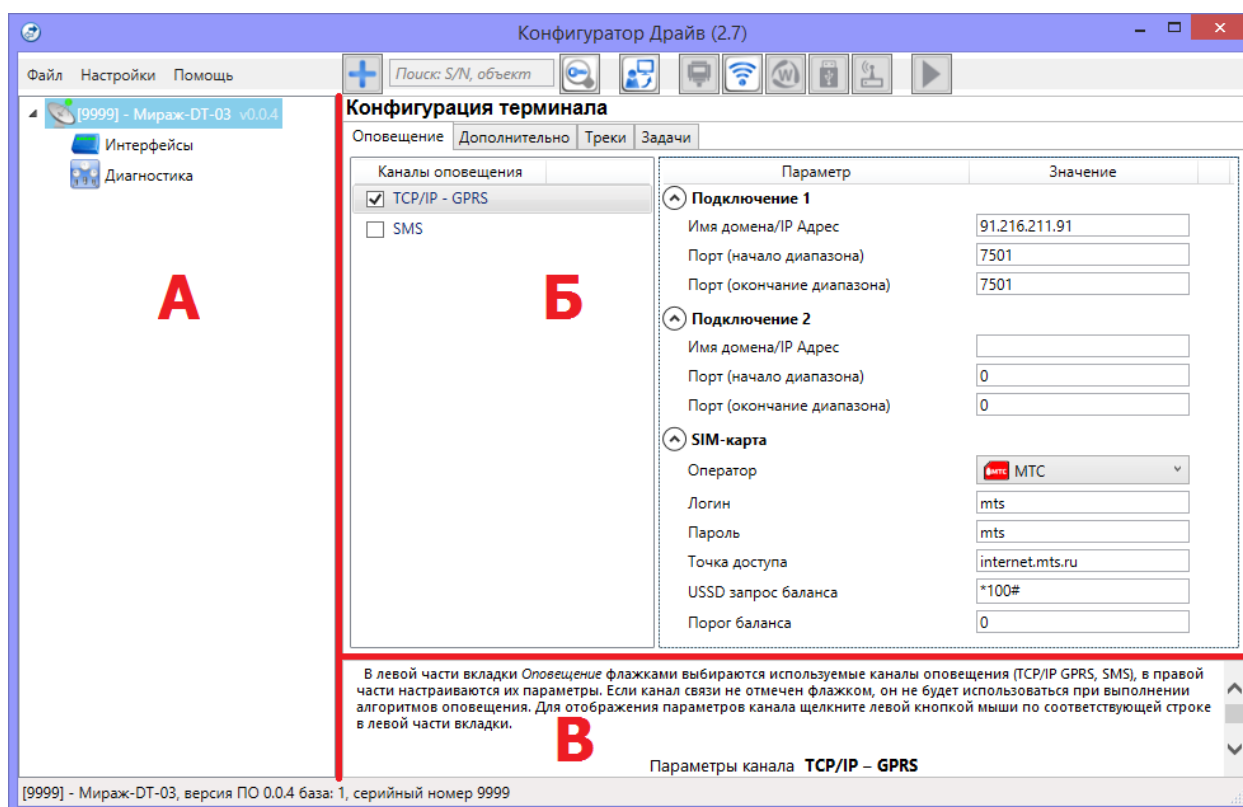 Конфигуратор Драйв (2.7)
Файл Настройки Помощь
Поиск: S/N, объект
[9999] - Мираж-DT-03 v0.0.4
Интерфейсы
Диагностика
А
Конфигурация терминала
Оповещение Дополнительно Треки Задачи
Каналы оповещения
TCP/IP - GPRS
SMS
Б
Параметр Значение
Подключение 1
Имя домена/IP Адрес 91.216.211.91
Порт (начало диапазона) 7501
Порт (окончание диапазона) 7501
Подключение 2
Имя домена/IP Адрес
Порт (начало диапазона) 0
Порт (окончание диапазона) 0
SIM-карта
Оператор МТС МТС
Логин mts
Пароль mts
Точка доступа internet.mts.ru
USSD запрос баланса *100#
Порог баланса 0
В левой части вкладки Оповещение флажками выбираются используемые каналы оповещения (TCP/IP GPRS, SMS), в правой
части настраиваются их параметры. Если канал связи не отмечен флажком, он не будет использоваться при выполнении
алгоритмов оповещения. Для отображения параметров канала щелкните левой кнопкой мыши по соответствующей строке
в левой части вкладки.
В
Параметры канала TCP/IP – GPRS
[9999] - Мираж-DT-03, версия ПО 0.0.4 база: 1, серийный номер 9999